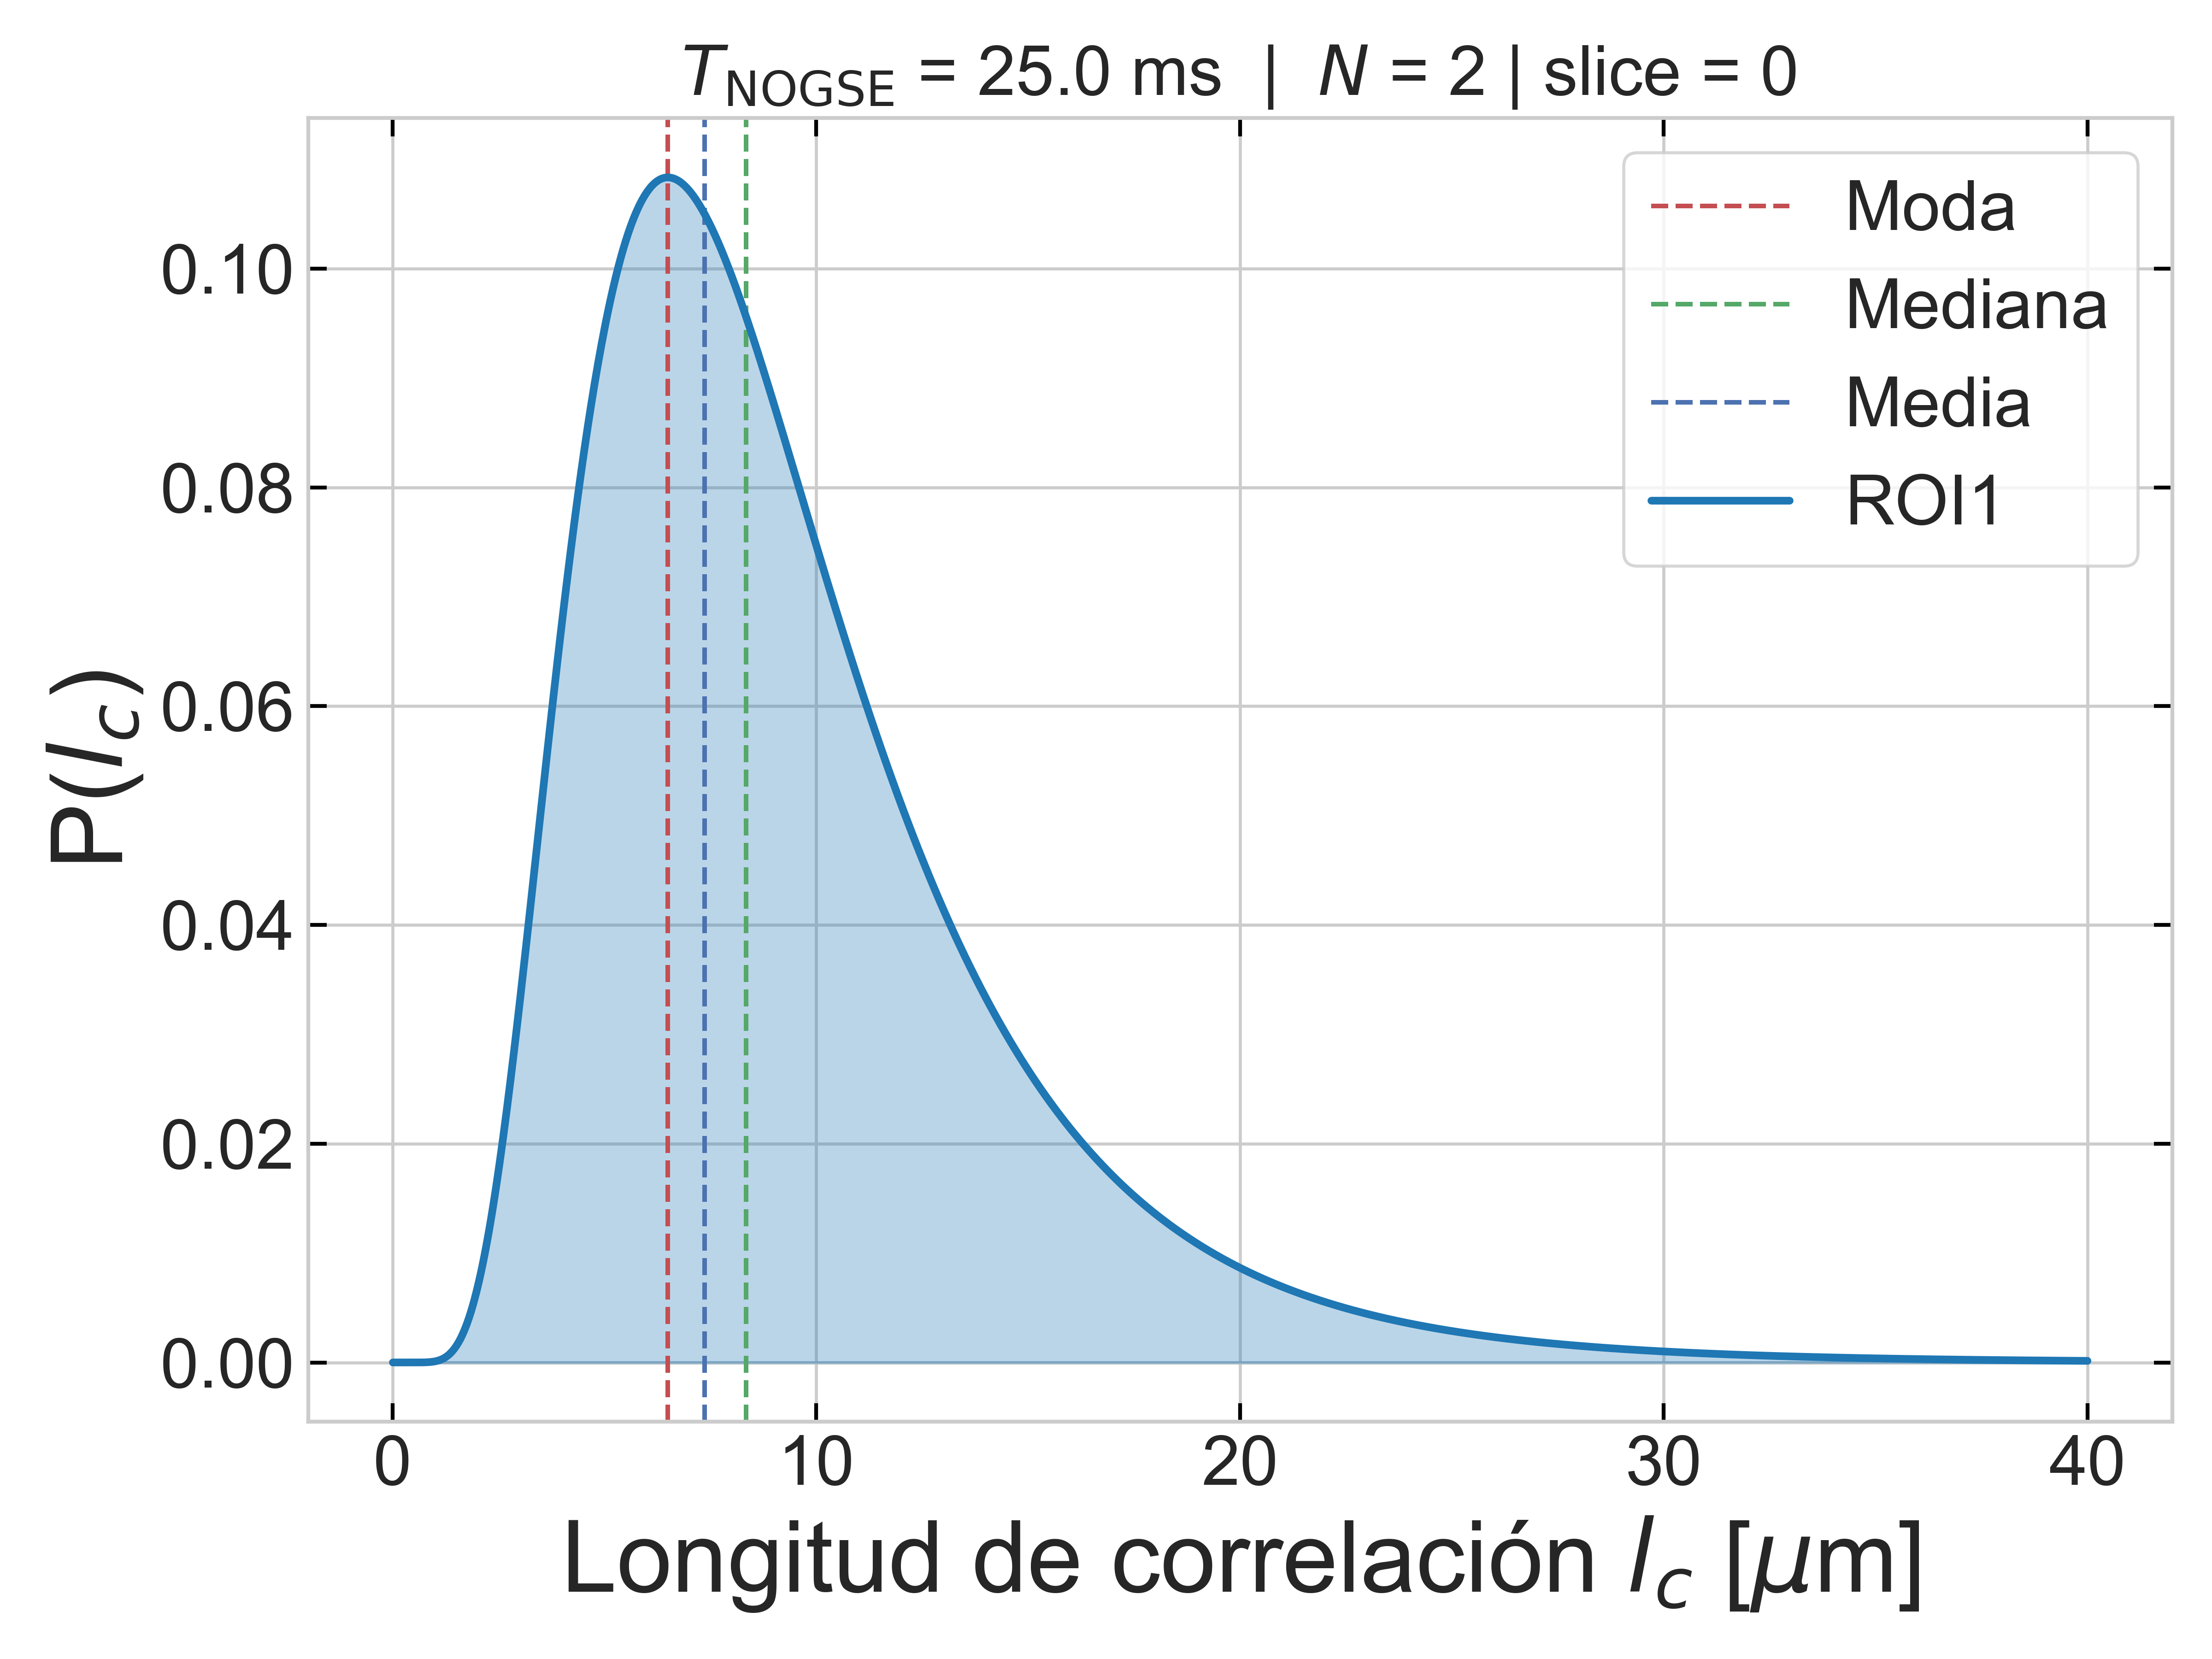 T_NOGSE = 25.0 ms | N = 2 | slice = 0
Moda
Mediana
Media
ROI1
P(l_c)
0.10
0.08
0.06
0.04
0.02
0.00
0 10 20 30 40
Longitud de correlación l_c [μm]